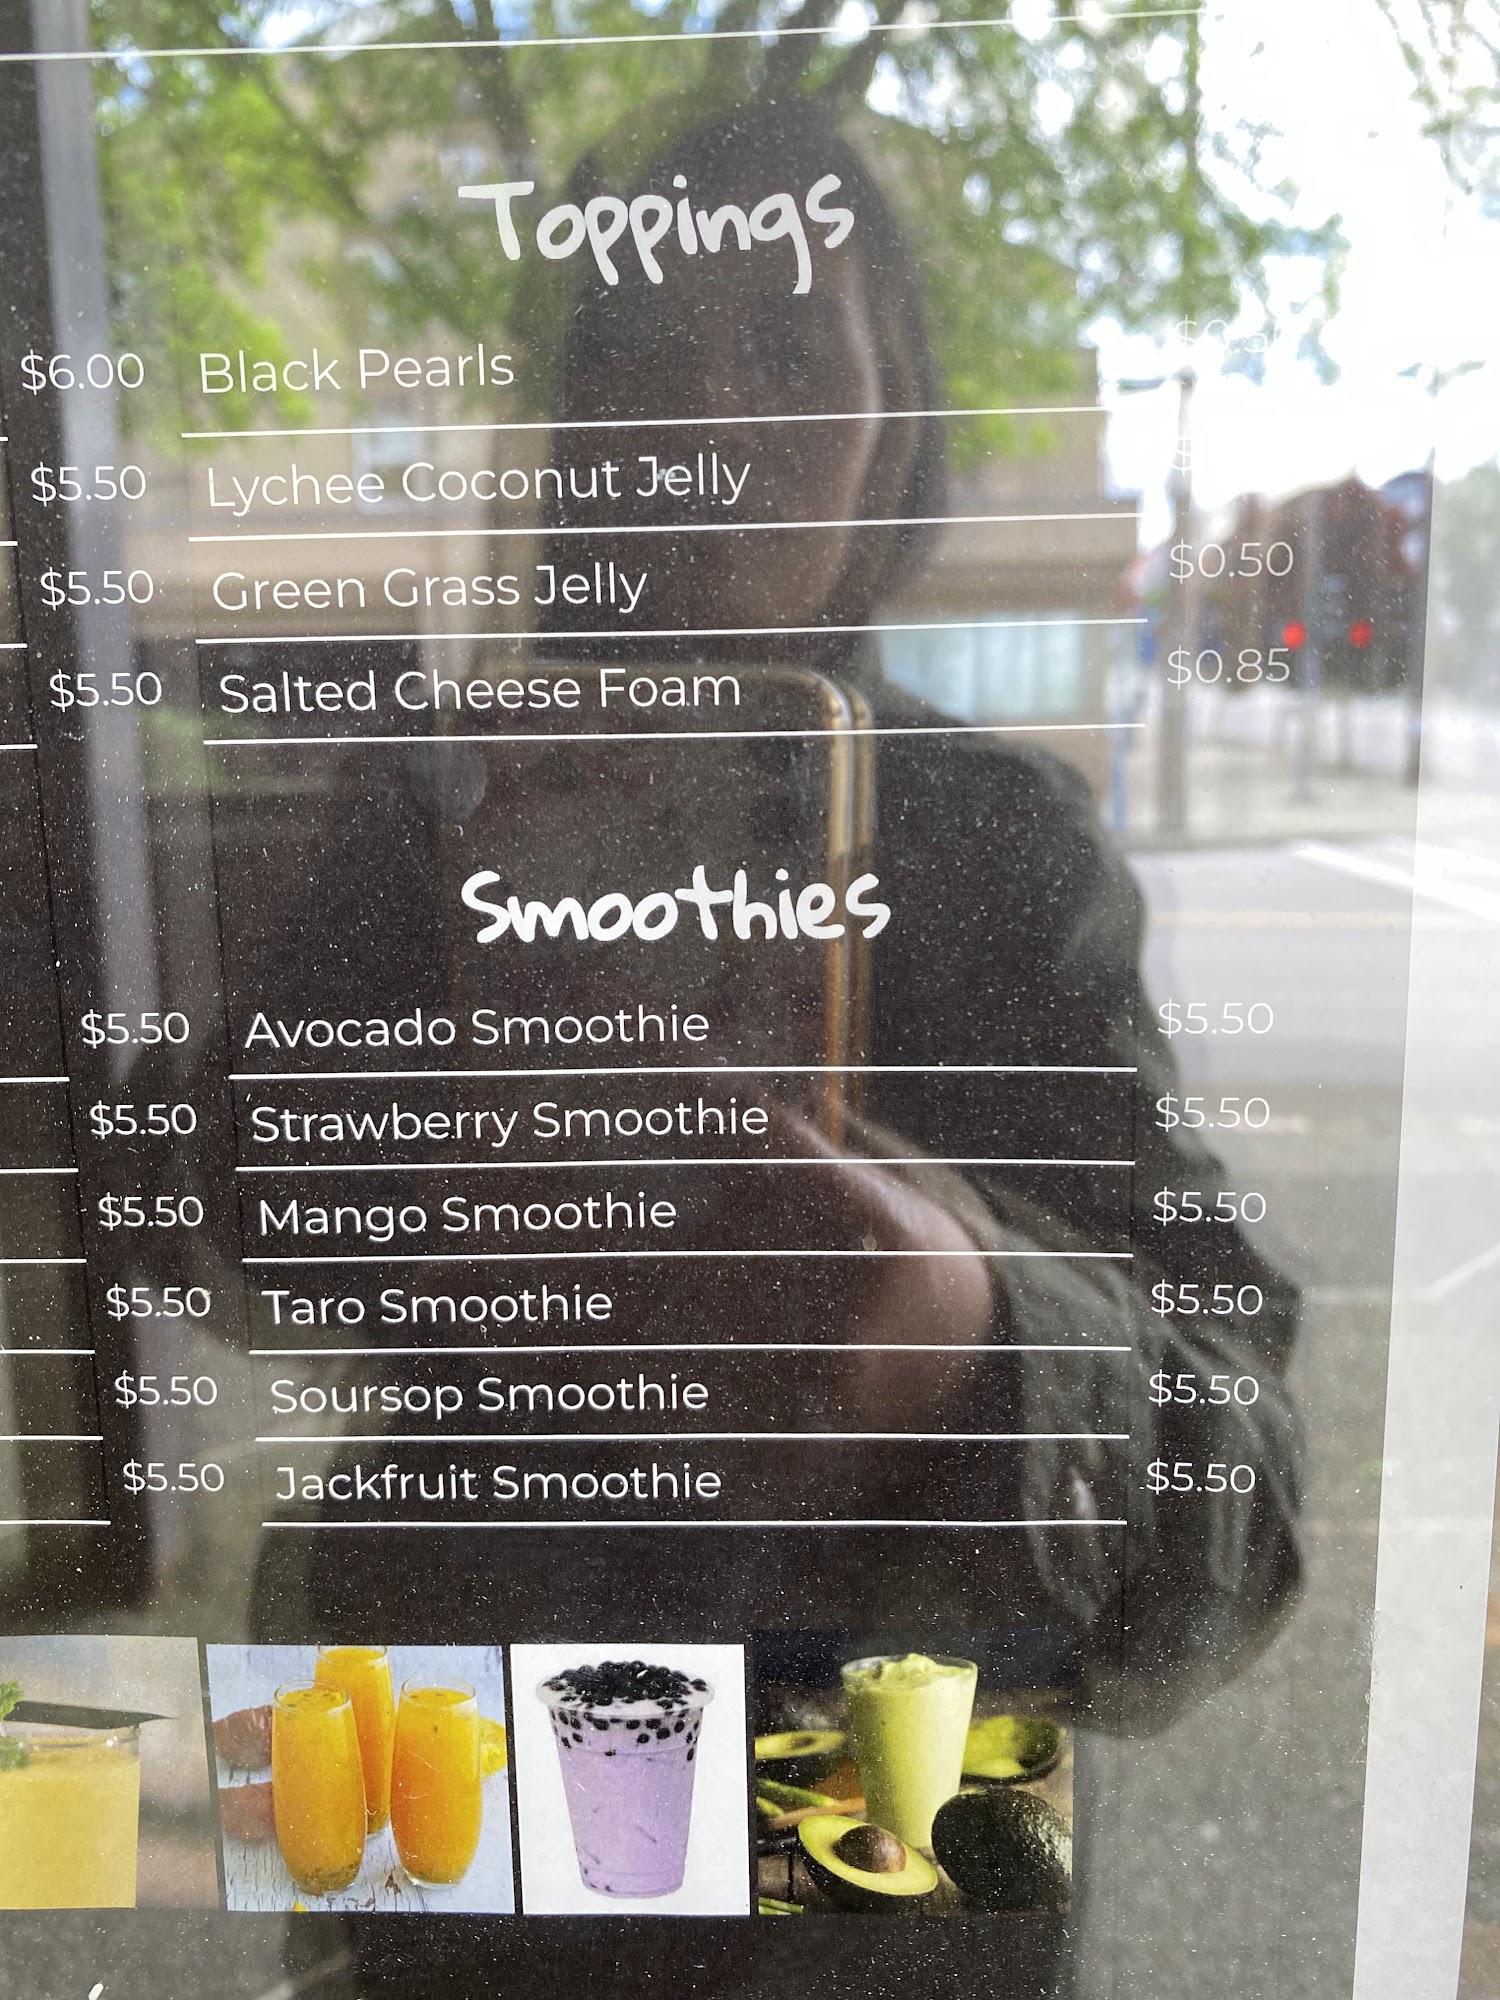 Toppings
$6.00 Black Pearls
$5.50 Lychee Coconut Jelly
$5.50 Green Grass Jelly $0.50
$5.50 Salted Cheese Foam $0.85
Smoothies
$5.50 Avocado Smoothie $5.50
$5.50 Strawberry Smoothie $5.50
$5.50 Mango Smoothie $5.50
$5.50 Taro Smoothie $5.50
$5.50 Soursop Smoothie $5.50
$5.50 Jackfruit Smoothie $5.50